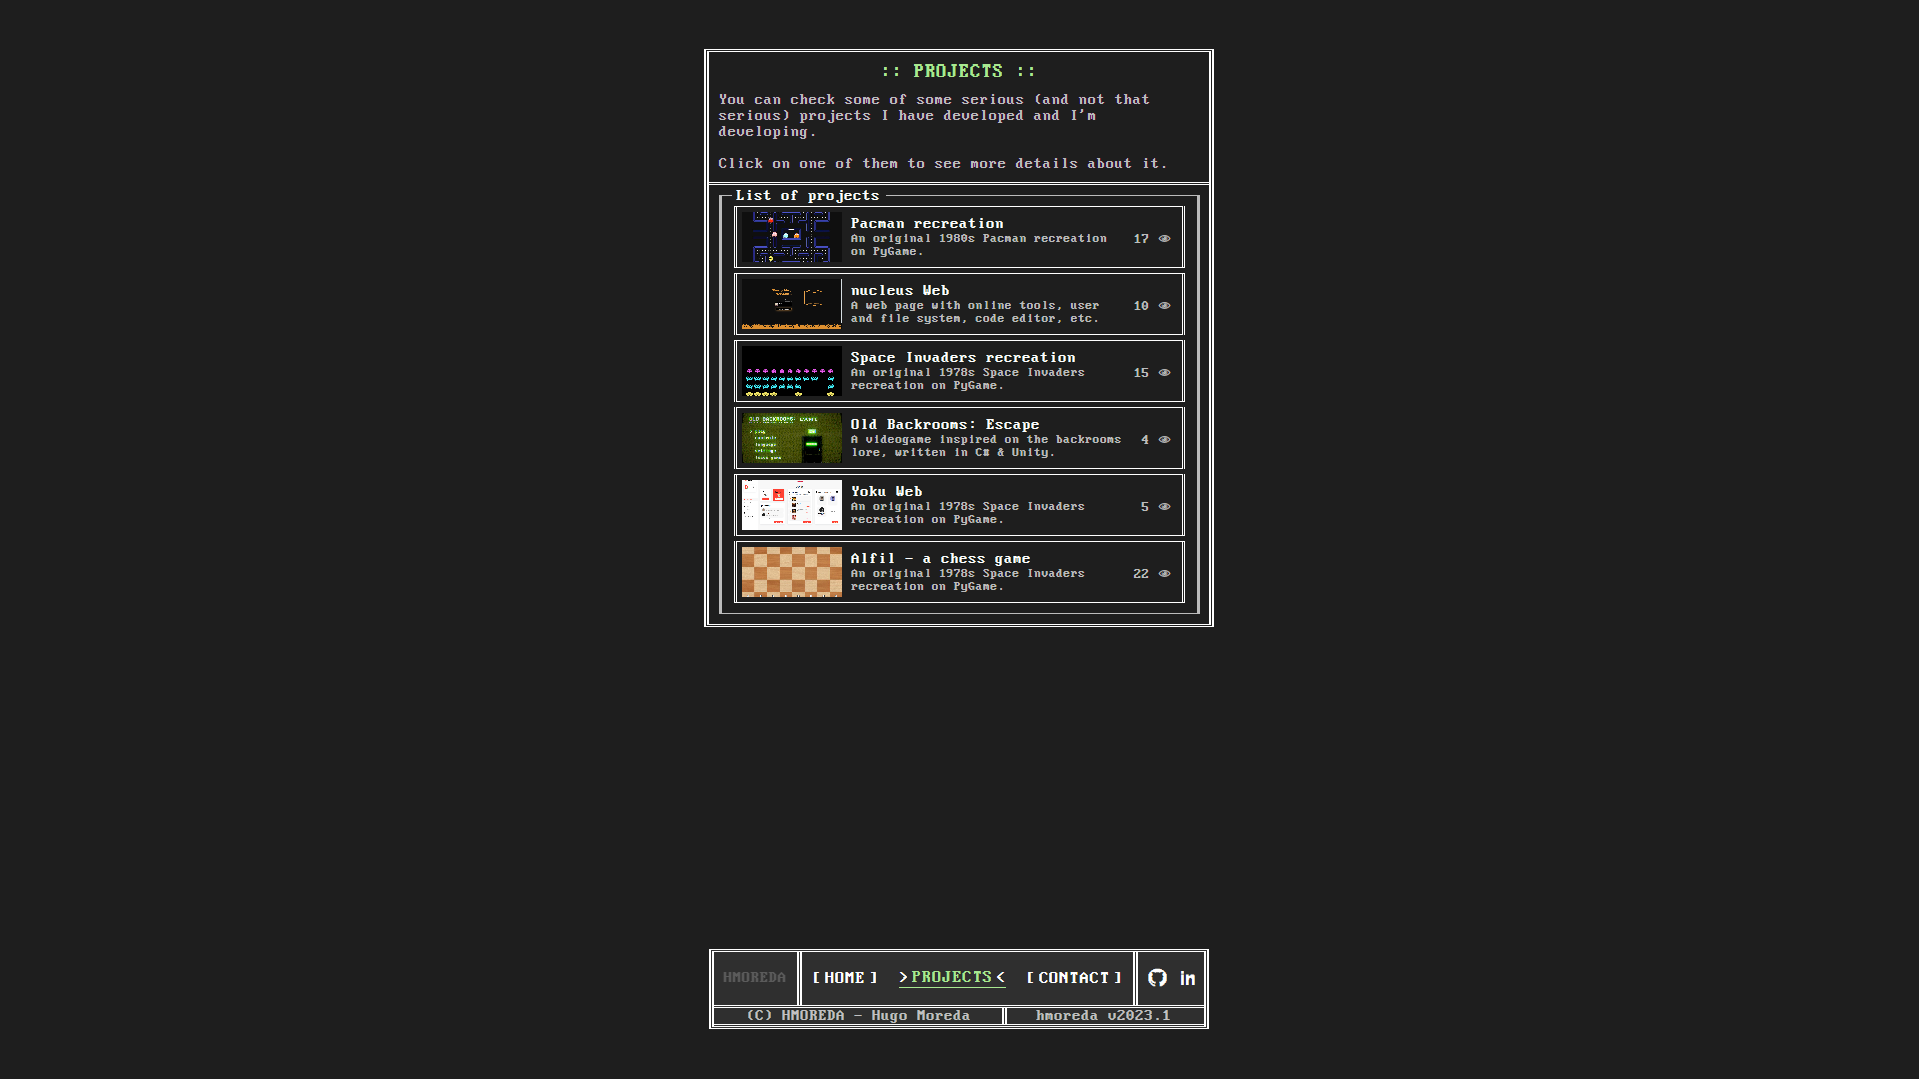 :: PROJECTS ::
You can check some of some serious (and not that
serious) projects I have developed and I'm
developing.
Click on one of them to see more details about it.
List of projects
Pacman recreation
An original 1980s Pacman recreation
on PyGame.
17
nucleus Web
A web page with online tools, user
and file system, code editor, etc.
10
Space Invaders recreation
An original 1978s Space Invaders
recreation on PyGame.
15
OLD BACKROOMS: ESCAPE
Old Backrooms: Escape
A videogame inspired on the backrooms
lore, written in C# & Unity.
4
Yoku Web
An original 1978s Space Invaders
recreation on PyGame.
5
Alfil - a chess game
An original 1978s Space Invaders
recreation on PyGame.
22
HMOREDA [ HOME ] > PROJECTS < [ CONTACT ] in
(C) HMOREDA - Hugo Moreda hmoreda v2023.1